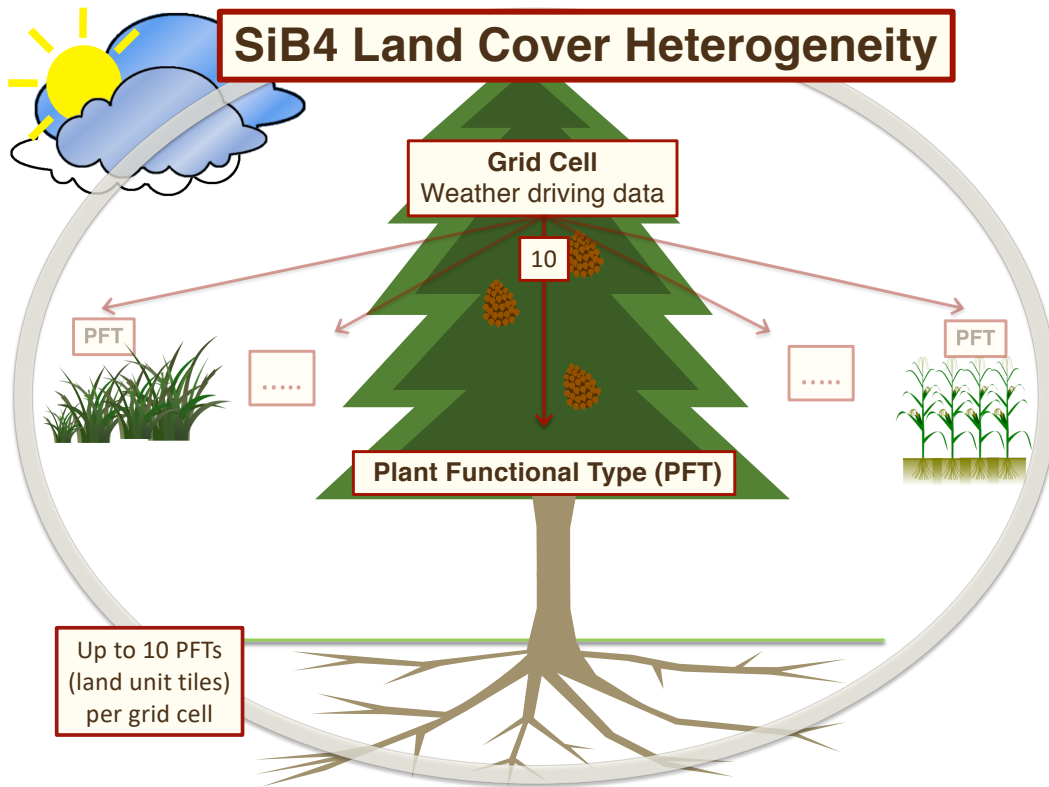 SiB4 Land Cover Heterogeneity
Grid Cell
Weather driving data
10
PFT
.....
.....
PFT
Plant Functional Type (PFT)
Up to 10 PFTs
(land unit tiles)
per grid cell